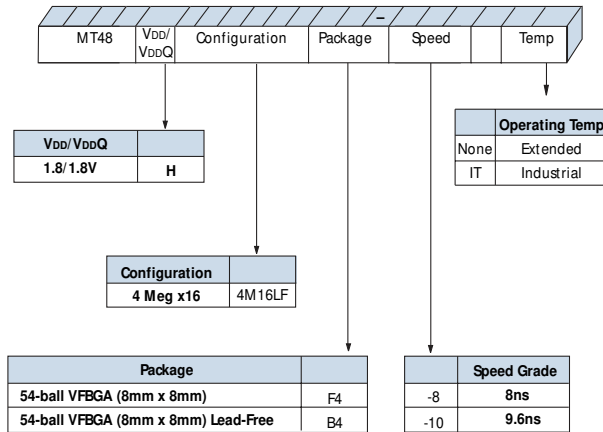 –
MT48 VDD/ VDDQ Configuration Package Speed Temp
Operating Temp
None Extended
IT Industrial
VDD/VDDQ
1.8/1.8V H
Configuration
4 Meg x16 4M16LF
Package
54-ball VFBGA (8mm x 8mm) F4
54-ball VFBGA (8mm x 8mm) Lead-Free B4
Speed Grade
-8 8ns
-10 9.6ns